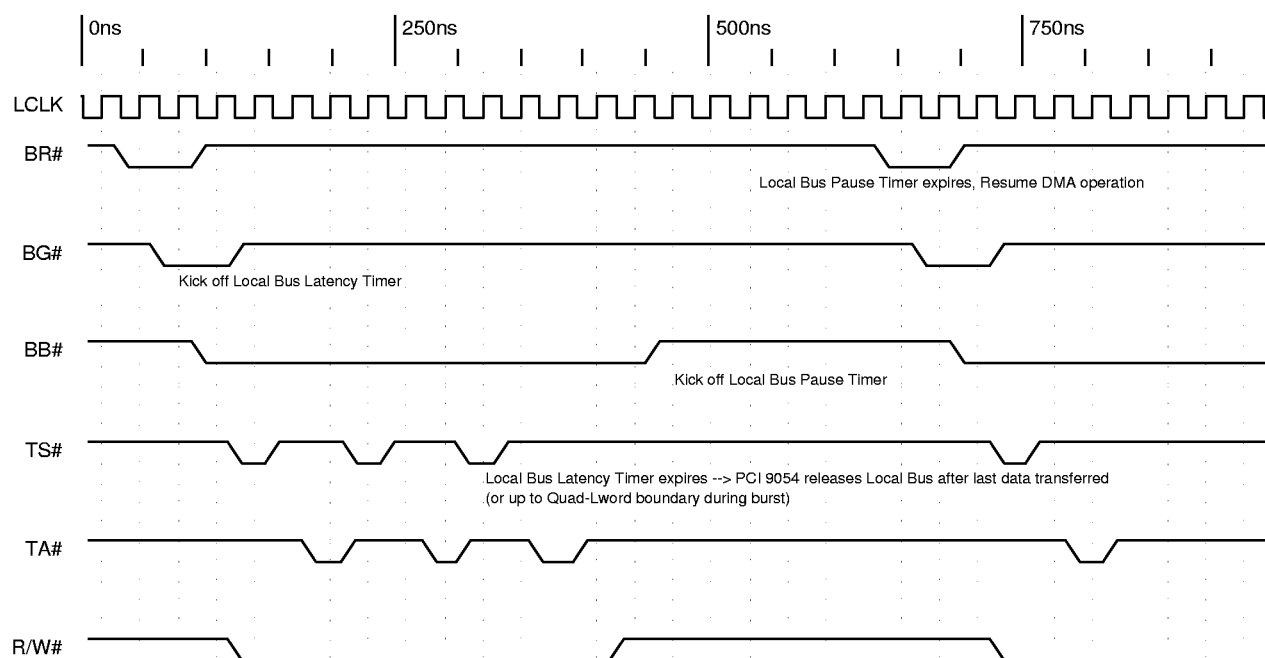 0ns 250ns 500ns 750ns
LCLK
BR#
Local Bus Pause Timer expires, Resume DMA operation
BG#
Kick off Local Bus Latency Timer
BB#
Kick off Local Bus Pause Timer
TS#
Local Bus Latency Timer expires --> PCI 9054 releases Local Bus after last data transferred
(or up to Quad-Lword boundary during burst)
TA#
R/W#